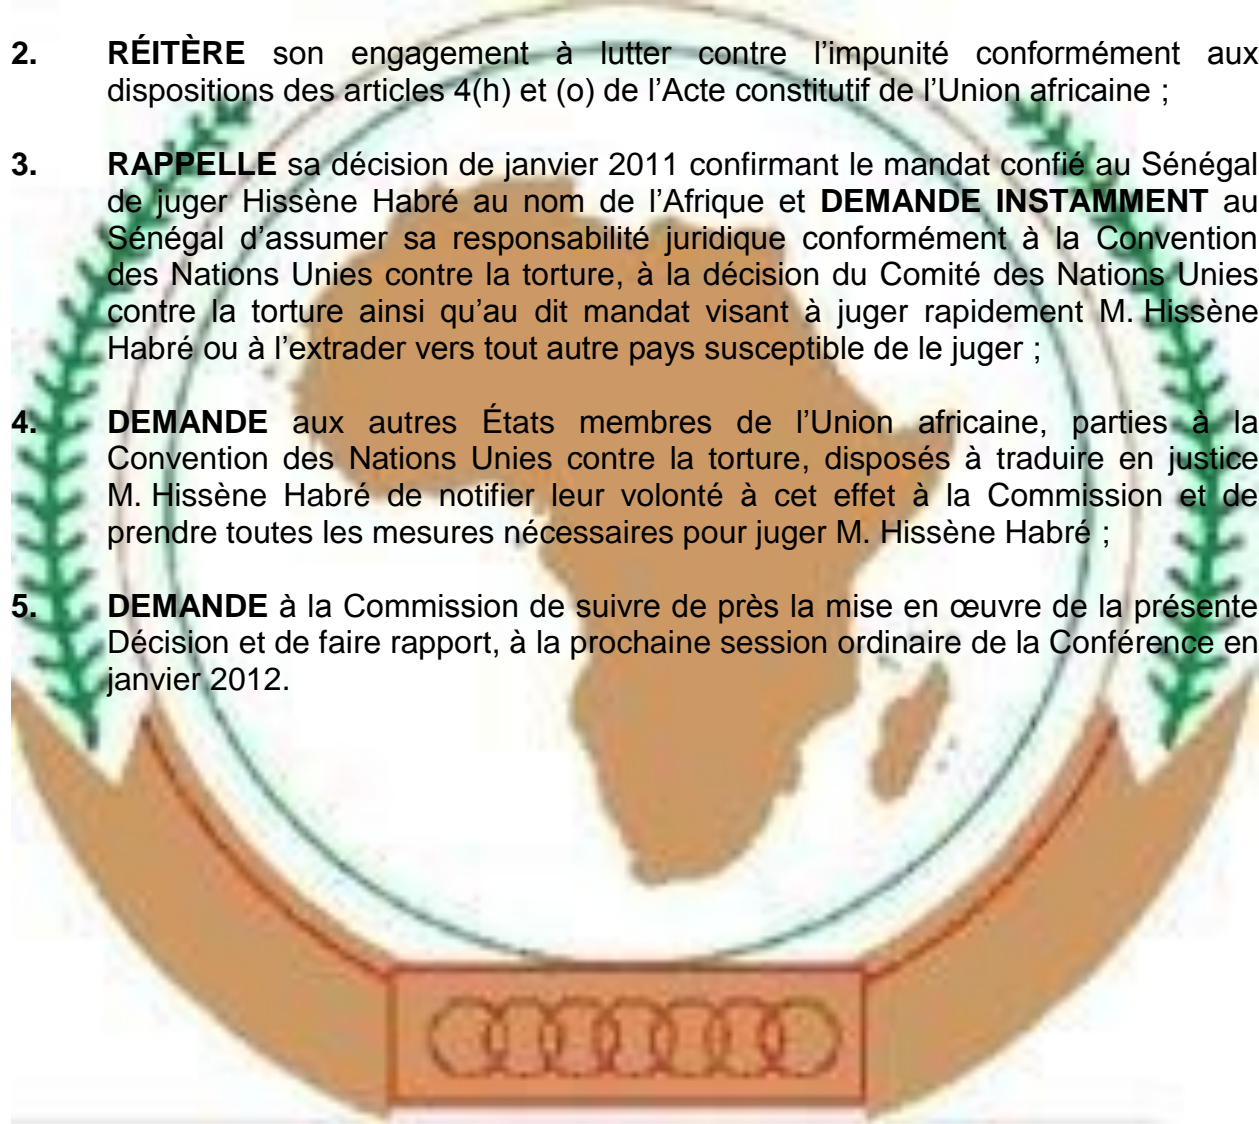 2. RÉITÈRE son engagement à lutter contre l’impunité conformément aux
dispositions des articles 4(h) et (o) de l’Acte constitutif de l’Union africaine ;
3. RAPPELLE sa décision de janvier 2011 confirmant le mandat confié au Sénégal
de juger Hissène Habré au nom de l’Afrique et DEMANDE INSTAMMENT au
Sénégal d’assumer sa responsabilité juridique conformément à la Convention
des Nations Unies contre la torture, à la décision du Comité des Nations Unies
contre la torture ainsi qu’au dit mandat visant à juger rapidement M. Hissène
Habré ou à l’extrader vers tout autre pays susceptible de le juger ;
4. DEMANDE aux autres États membres de l’Union africaine, parties à la
Convention des Nations Unies contre la torture, disposés à traduire en justice
M. Hissène Habré de notifier leur volonté à cet effet à la Commission et de
prendre toutes les mesures nécessaires pour juger M. Hissène Habré ;
5. DEMANDE à la Commission de suivre de près la mise en œuvre de la présente
Décision et de faire rapport, à la prochaine session ordinaire de la Conférence en
janvier 2012.